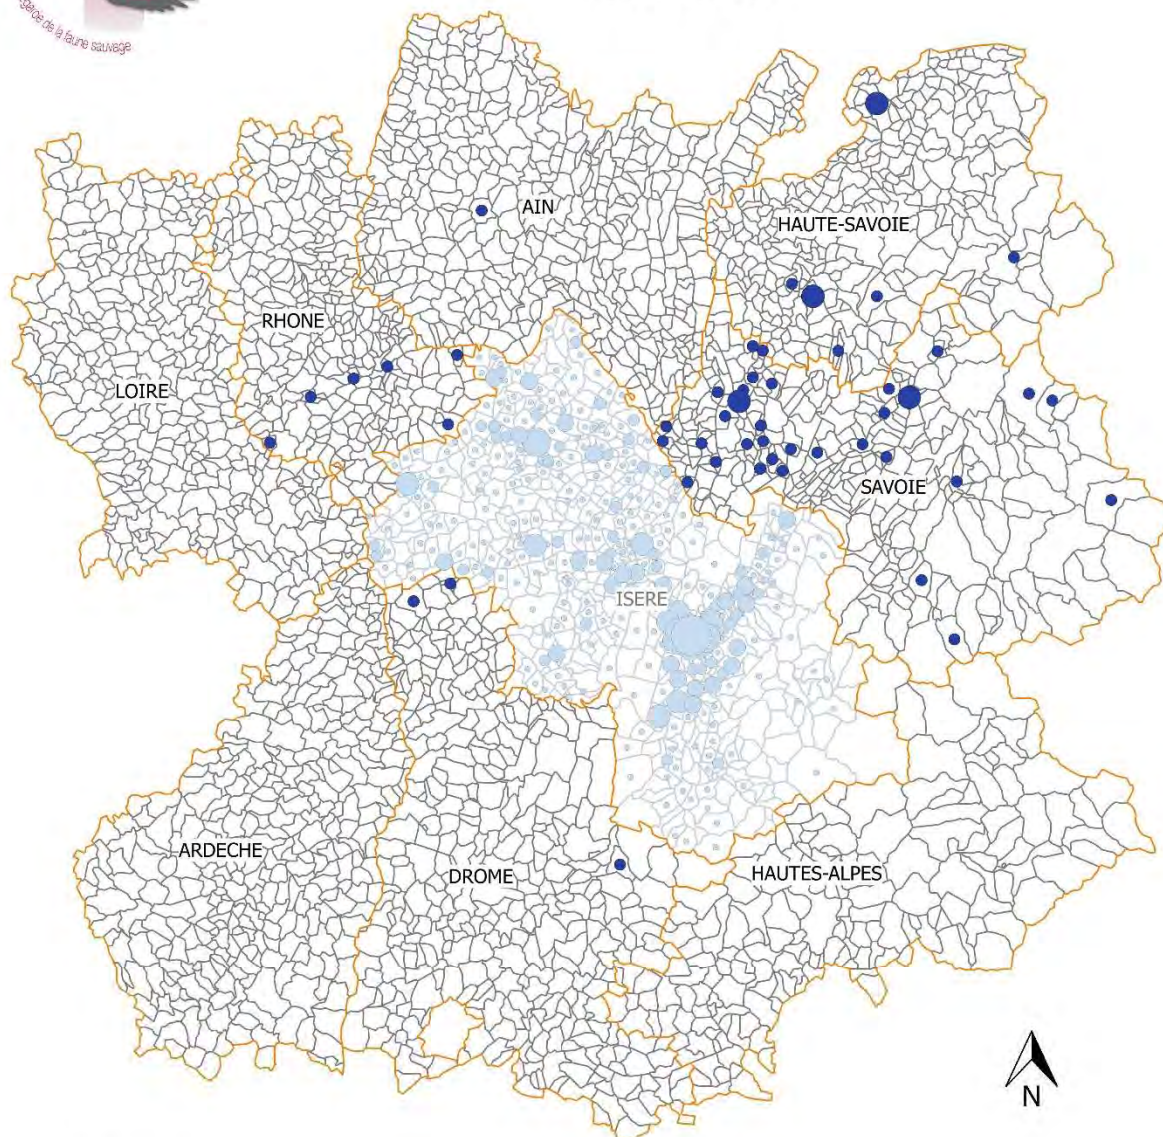 de la faune sauvage
AIN
HAUTE-SAVOIE
RHONE
LOIRE
SAVOIE
ISERE
ARDECHE
DROME
HAUTES-ALPES
N